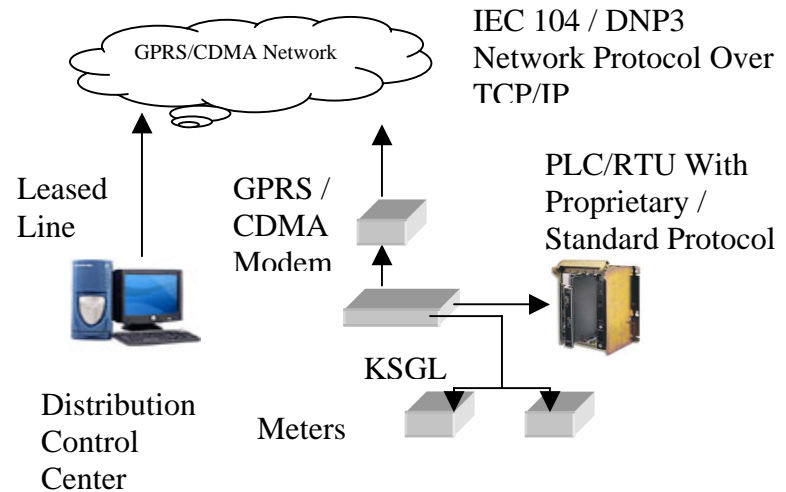 GPRS/CDMA Network
IEC 104 / DNP3
Network Protocol Over
TCP/IP
Leased
Line
GPRS /
CDMA
Modem
PLC/RTU With
Proprietary /
Standard Protocol
KSGL
Distribution
Control
Center
Meters